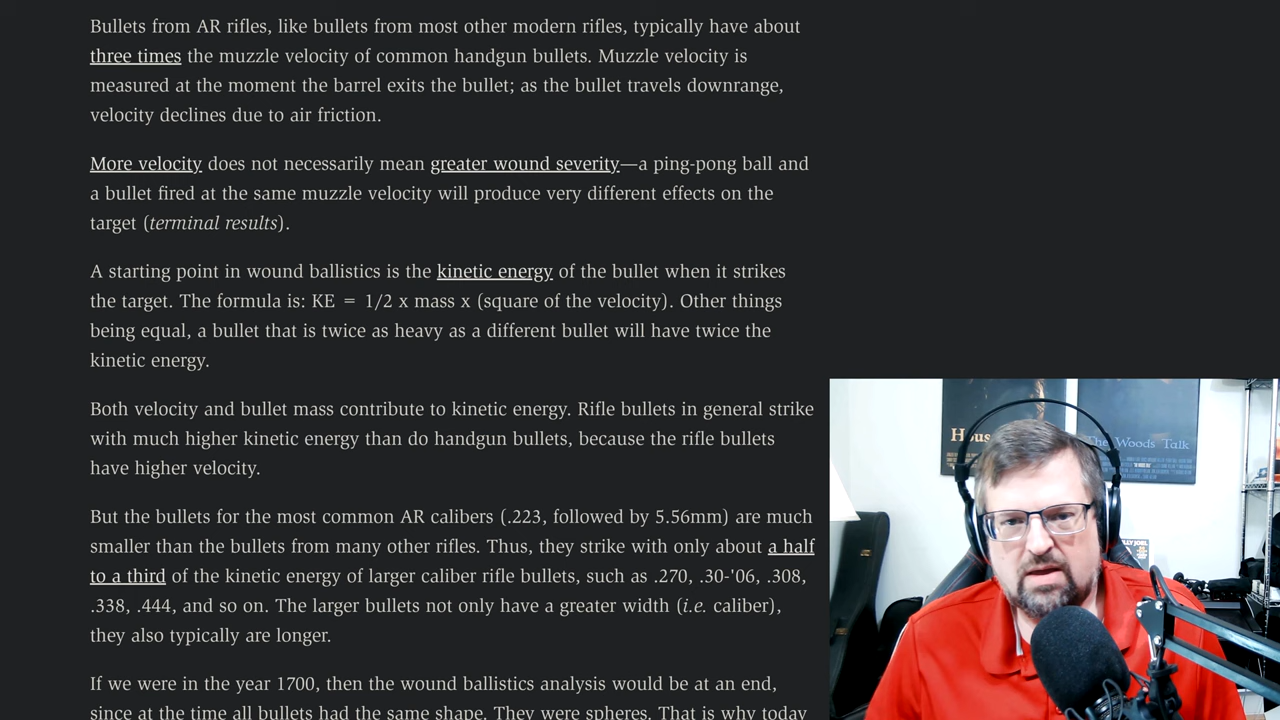 Bullets from AR rifles, like bullets from most other modern rifles, typically have about
three times the muzzle velocity of common handgun bullets. Muzzle velocity is
measured at the moment the barrel exits the bullet; as the bullet travels downrange,
velocity declines due to air friction.
More velocity does not necessarily mean greater wound severity—a ping-pong ball and
a bullet fired at the same muzzle velocity will produce very different effects on the
target (terminal results).
A starting point in wound ballistics is the kinetic energy of the bullet when it strikes
the target. The formula is: KE = 1/2 x mass x (square of the velocity). Other things
being equal, a bullet that is twice as heavy as a different bullet will have twice the
kinetic energy.
Both velocity and bullet mass contribute to kinetic energy. Rifle bullets in general strike
with much higher kinetic energy than do handgun bullets, because the rifle bullets
have higher velocity.
But the bullets for the most common AR calibers (.223, followed by 5.56mm) are much
smaller than the bullets from many other rifles. Thus, they strike with only about a half
to a third of the kinetic energy of larger caliber rifle bullets, such as .270, .30-'06, .308,
.338, .444, and so on. The larger bullets not only have a greater width (i.e. caliber),
they also typically are longer.
If we were in the year 1700, then the wound ballistics analysis would be at an end,
since at the time all bullets had the same shape. They were spheres. That is why today
The Woods Talk